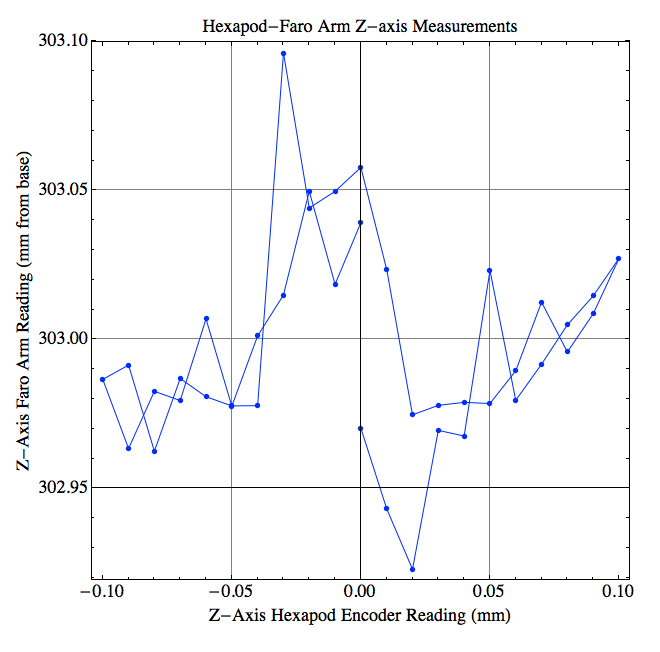 Hexapod−Faro Arm Z−axis Measurements
303.10
303.05
303.00
302.95
Z−Axis Faro Arm Reading (mm from base)
−0.10 −0.05 0.00 0.05 0.10
Z−Axis Hexapod Encoder Reading (mm)